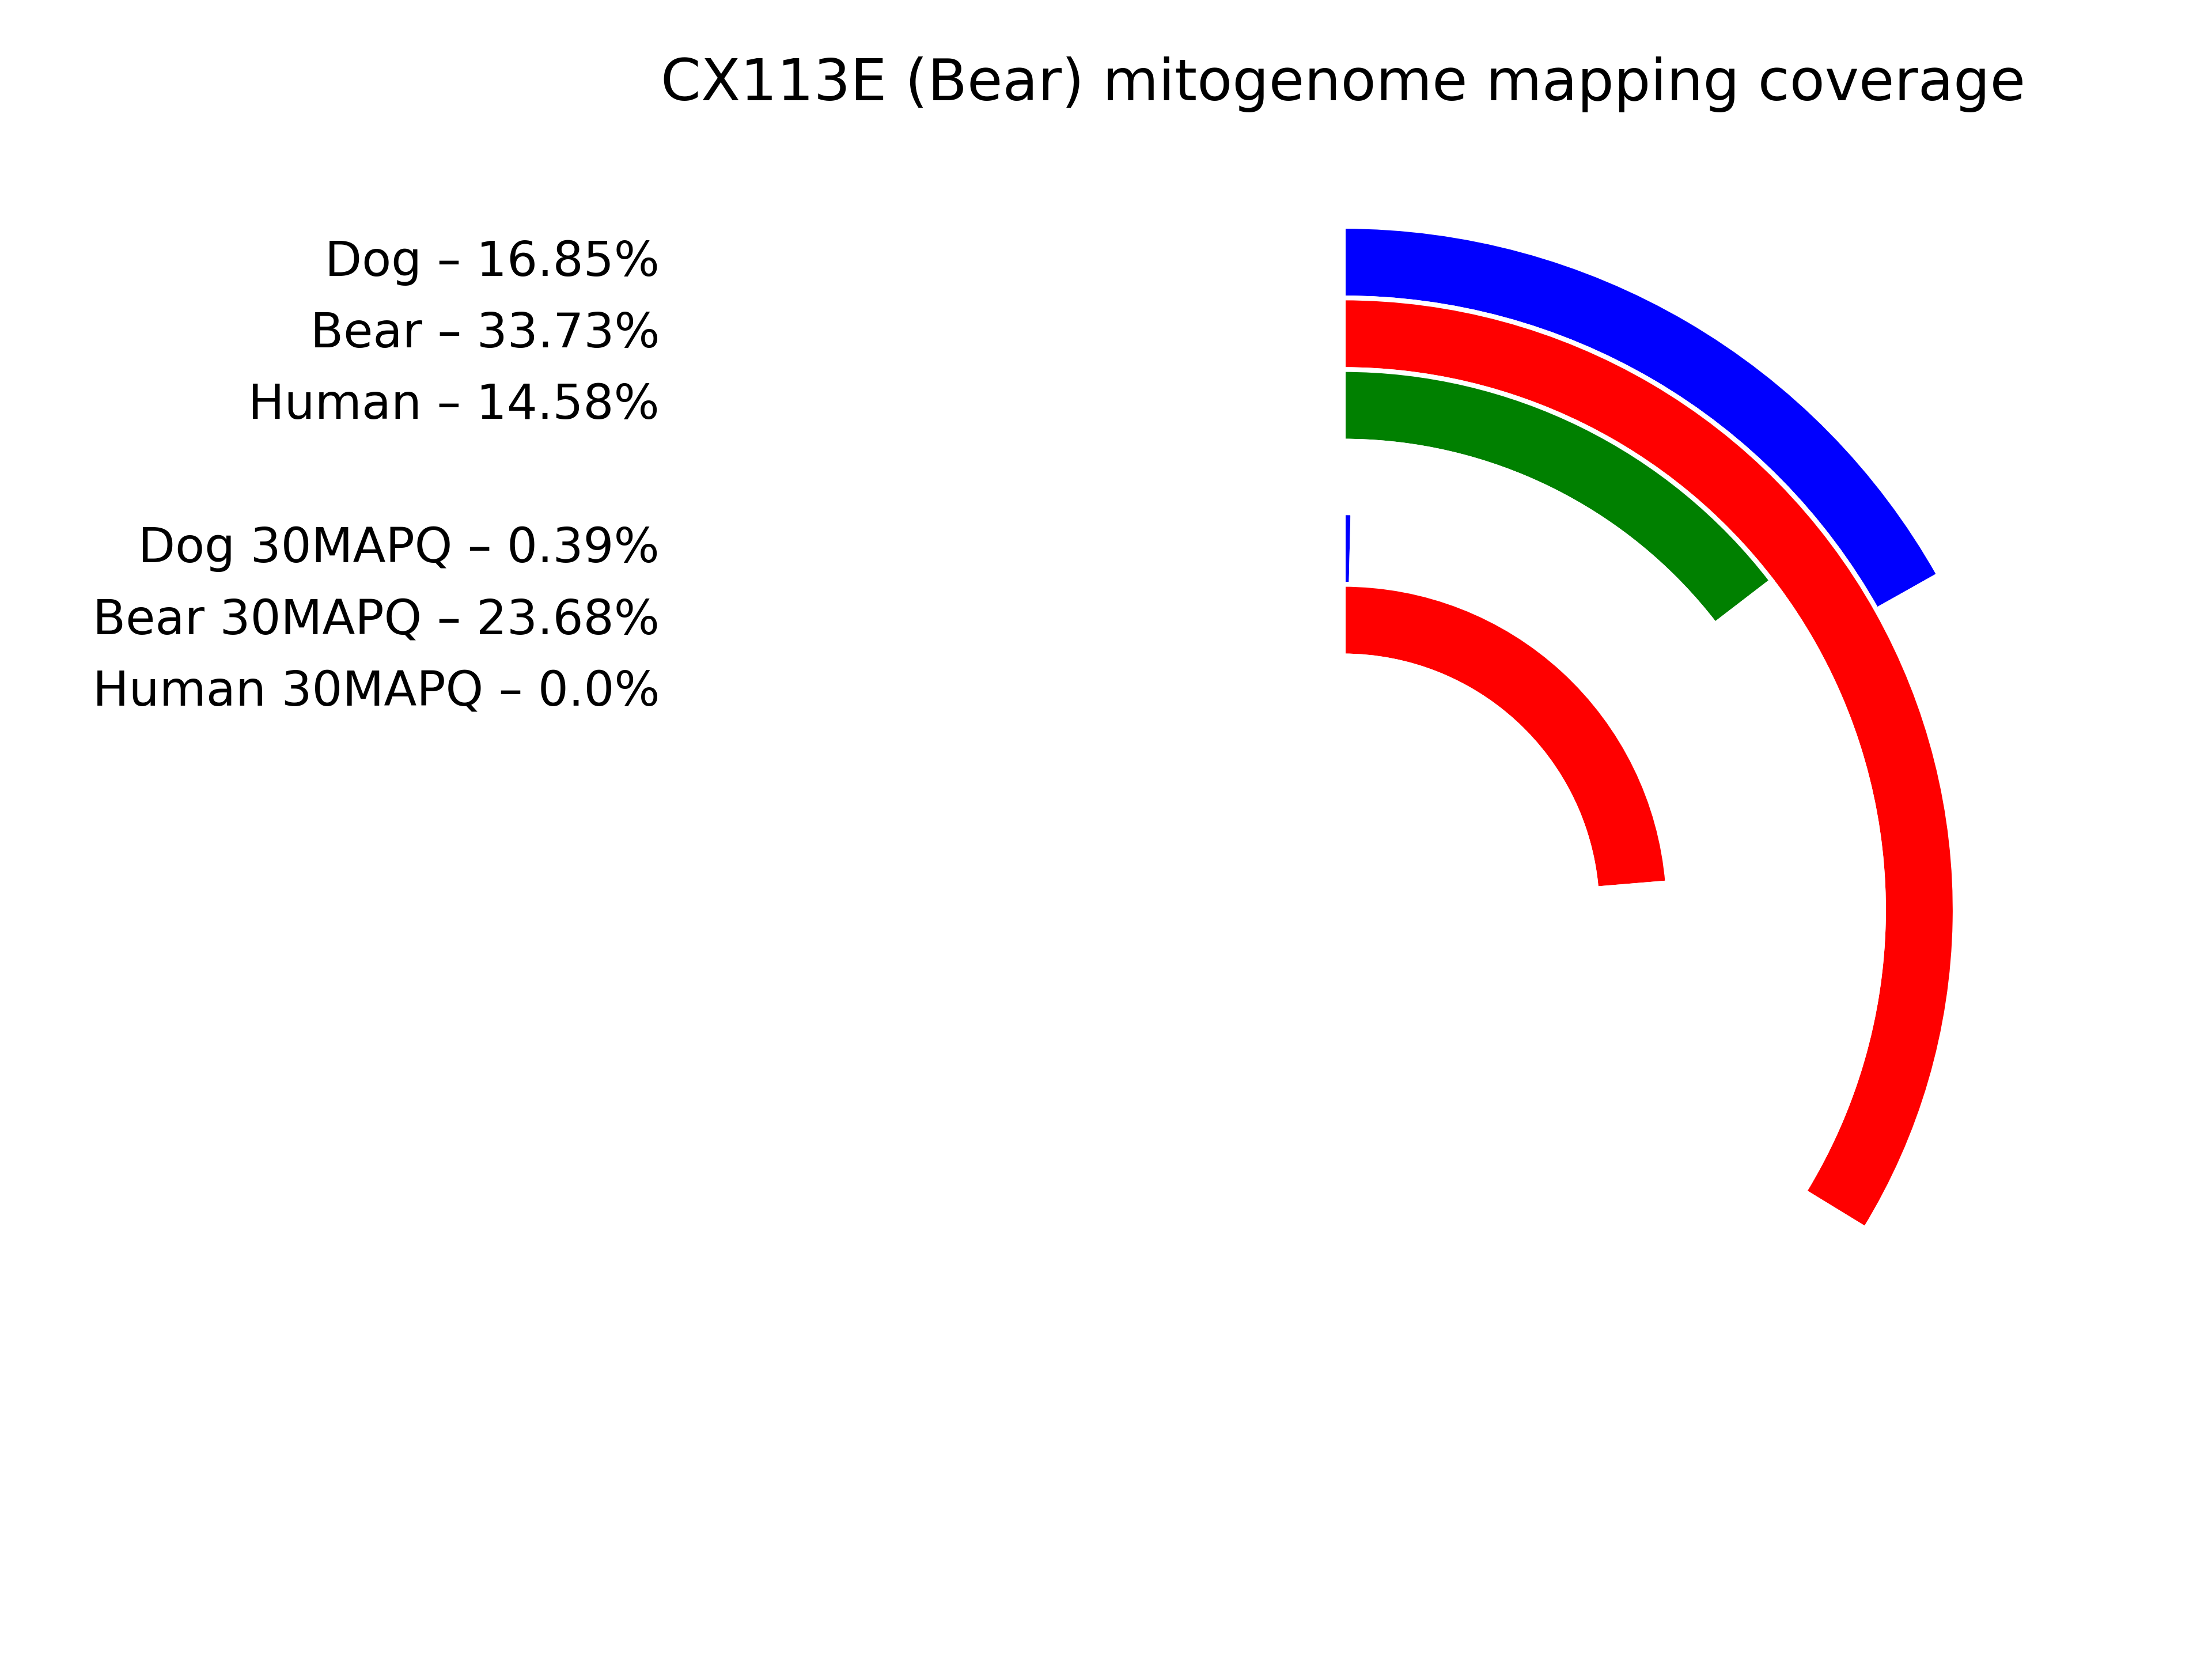 CX113E (Bear) mitogenome mapping coverage
Dog – 16.85%
Bear – 33.73%
Human – 14.58%
Dog 30MAPQ – 0.39%
Bear 30MAPQ – 23.68%
Human 30MAPQ – 0.0%